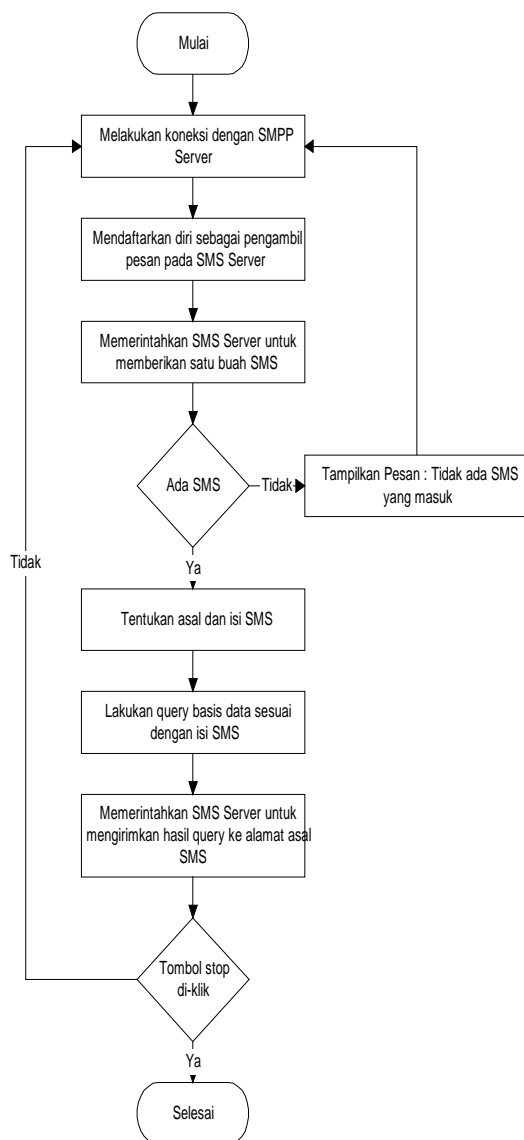 Mulai
Melakukan koneksi dengan SMPP
Server
Mendaftarkan diri sebagai pengambil
pesan pada SMS Server
Memerintahkan SMS Server untuk
memberikan satu buah SMS
Ada SMS
Tidak
Tampilkan Pesan : Tidak ada SMS
yang masuk
Tidak
Ya
Tentukan asal dan isi SMS
Lakukan query basis data sesuai
dengan isi SMS
Memerintahkan SMS Server untuk
mengirimkan hasil query ke alamat asal
SMS
Tombol stop
di-klik
Ya
Selesai